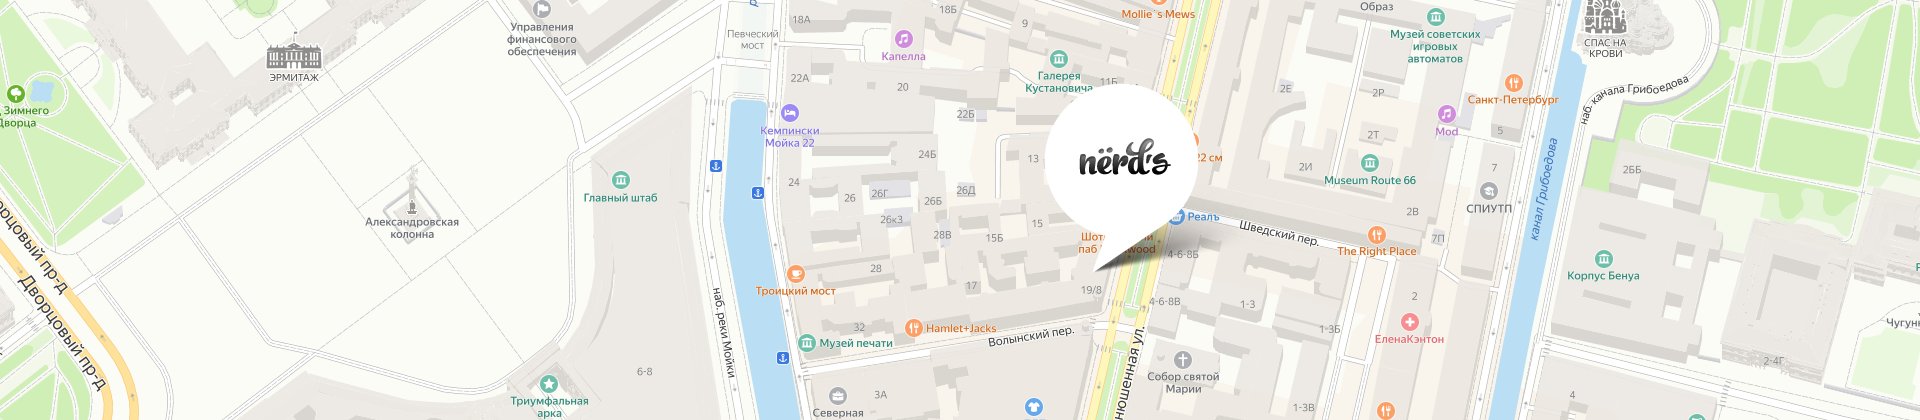 Mollie`s Mews
Образ
Управления
финансового
обеспечения
18А
9
Музей советских
игровых
автоматов
СПАС НА
КРОВИ
Певческий
мост
Капелла
ЭРМИТАЖ
Галерея
Кустановича
22А
20
11Б
2Е
2Р
Санкт-Петербург
наб. канала Грибоедова
Зимнего
Дворца
Кемпински
Мойка 22
22Б
2Т
Mod
5
24Б
13
nërd's
22 см
2И
Museum Route 66
7
2ББ
канал Грибоедова
Главный штаб
24
26
26Г
26Б
26Д
СПИУТП
Александровская
колонна
26к3
28В
15Б
15
Реалъ
Шведский пер.
2В
7П
The Right Place
4-6-8Б
Дворцовый пр-д
28
Корпус Бенуа
Троицкий мост
17
19/8
4-6-8В
1-3
2
наб. реки Мойки
32
Hamlet+Jacks
Волынский пер.
1-3Б
ЕленаКэнтон
Музей печати
6-8
Собор святой
Марии
2-4Г
Триумфальная
арка
3А
Северная
1-3В
4